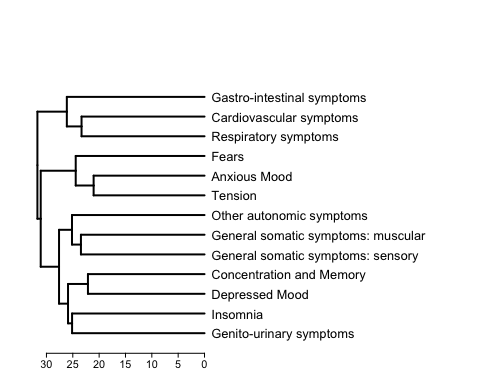 Gastro-intestinal symptoms
Cardiovascular symptoms
Respiratory symptoms
Fears
Anxious Mood
Tension
Other autonomic symptoms
General somatic symptoms: muscular
General somatic symptoms: sensory
Concentration and Memory
Depressed Mood
Insomnia
Genito-urinary symptoms
30 25 20 15 10 5 0